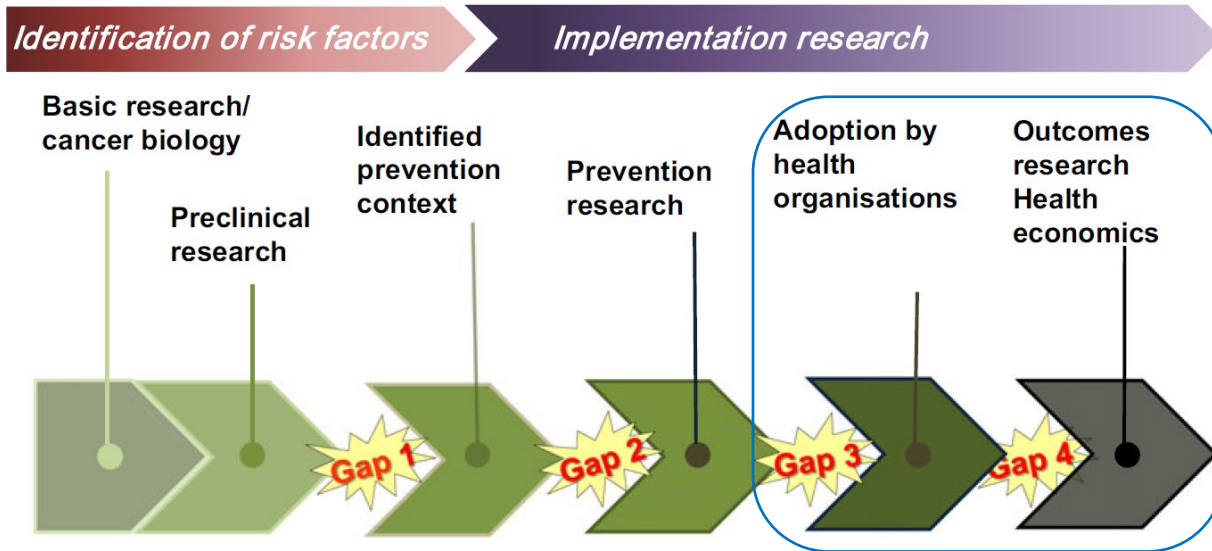 Identification of risk factors
Implementation research
Basic research/
cancer biology
Preclinical
research
Identified
prevention
context
Prevention
research
Adoption by
health
organisations
Outcomes
research
Health
economics
Gap 1
Gap 2
Gap 3
Gap 4